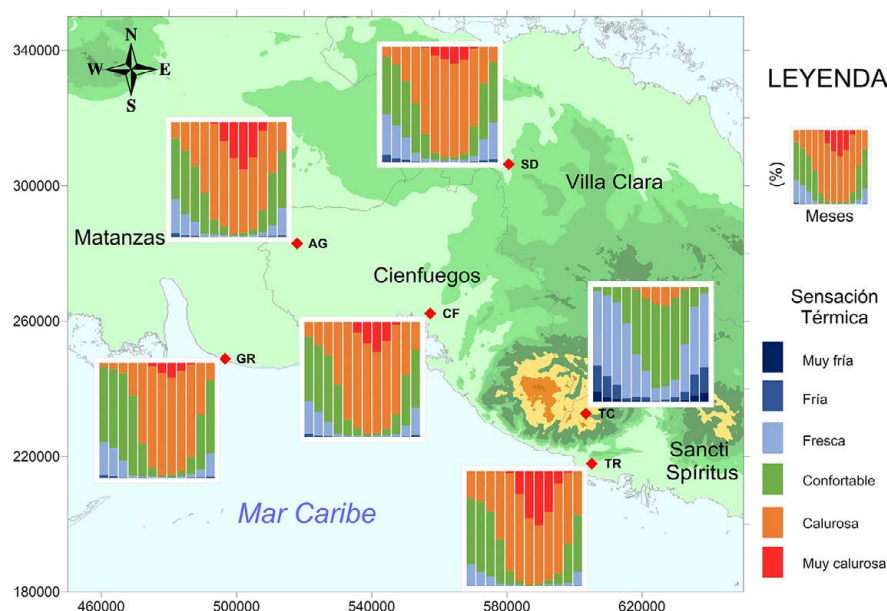 340000
300000
260000
220000
180000
460000
500000
540000
580000
620000
N
W
E
S
SD
Villa Clara
Matanzas
AG
Cienfuegos
CF
GR
TC
TR
Sancti
Spíritus
Mar Caribe
LEYENDA
(%)
Meses
Sensación
Térmica
Muy fría
Fría
Fresca
Confortable
Calurosa
Muy calurosa